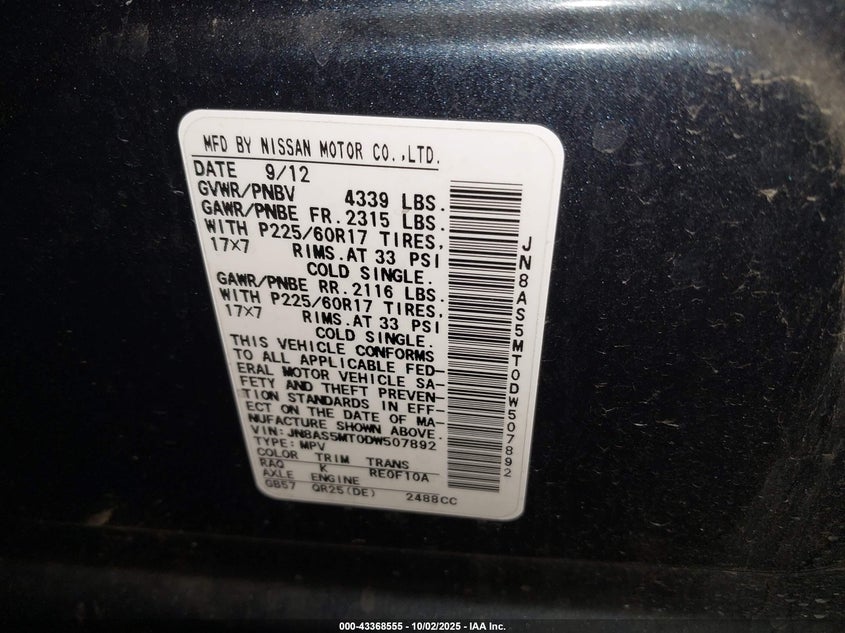 MFD BY NISSAN MOTOR CO.,LTD.
DATE 9/12
GVWR/PNBV 4339 LBS.
GAWR/PNBE FR.2315 LBS.
WITH P225/60R17 TIRES,
17×7 RIMS.AT 33 PSI
COLD SINGLE.
GAWR/PNBE RR.2116 LBS.
WITH P225/60R17 TIRES,
17×7 RIMS.AT 33 PSI
COLD SINGLE.
THIS VEHICLE CONFORMS
TO ALL APPLICABLE FED-
ERAL MOTOR VEHICLE SA-
FETY AND THEFT PREVEN-
TION STANDARDS IN EFF-
ECT ON THE DATE OF MA-
NUFACTURE SHOWN ABOVE.
VIN:JN8AS5MT0DW507892
TYPE:MPV
COLOR TRIM TRANS
RAQ K RE0F10A
AXLE ENGINE
GB57 QR25(DE) 2488CC
JN8AS5MT0DW507892
000-43368555 - 10/02/2025 - IAA Inc.